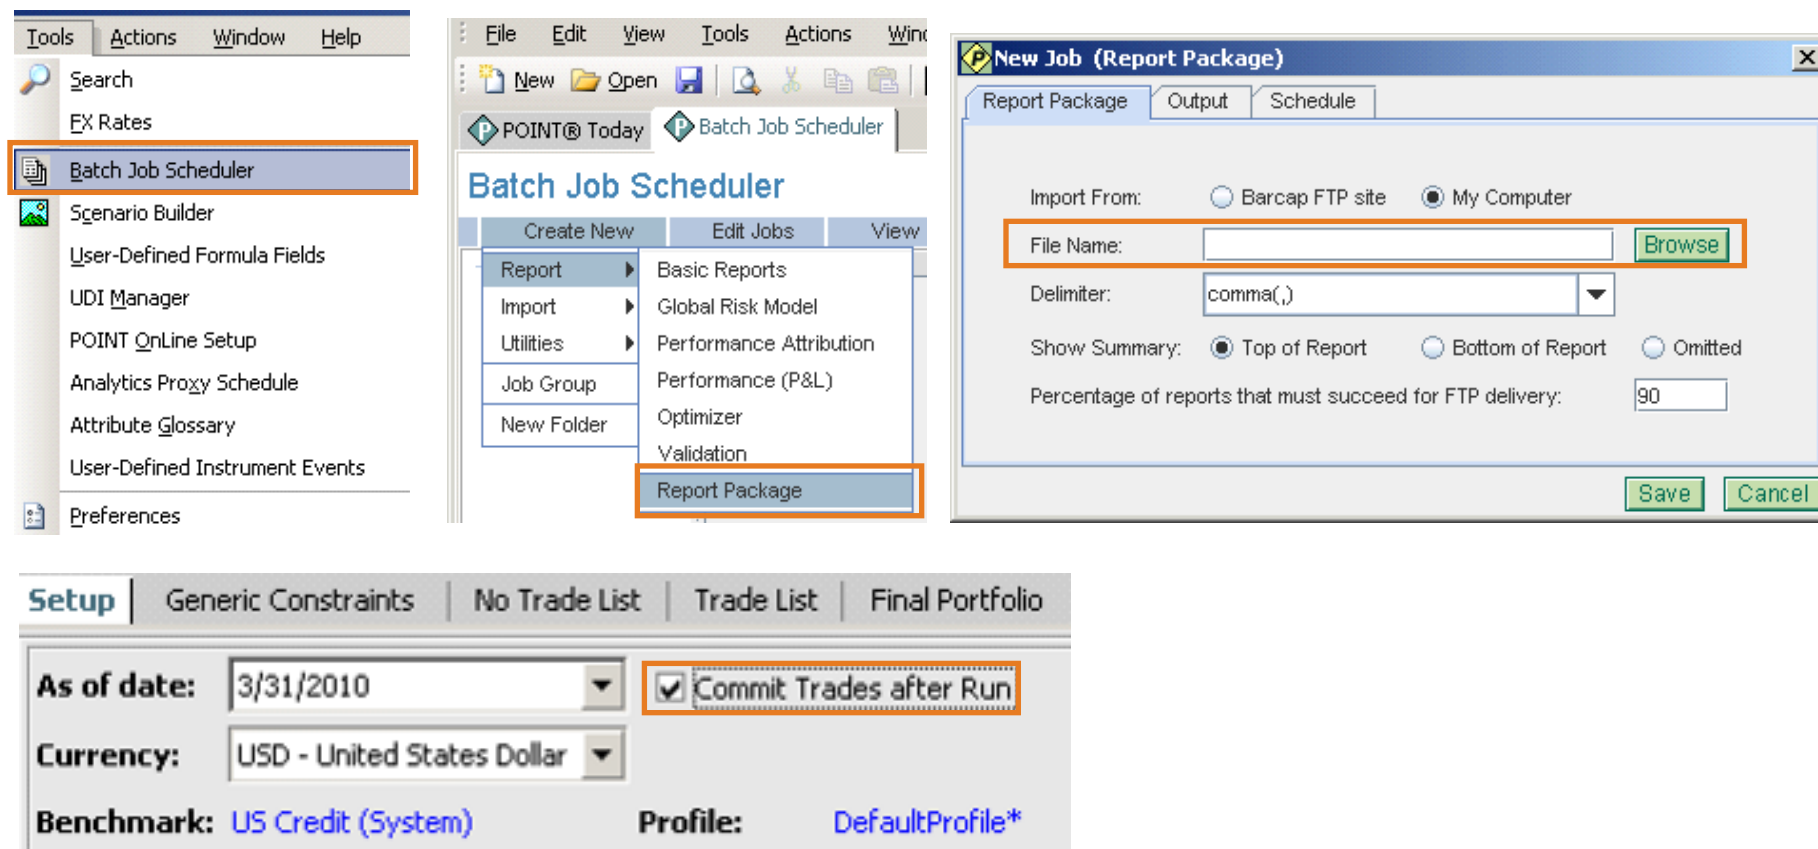 Tools Actions Window Help
Search
FX Rates
Batch Job Scheduler
Scenario Builder
User-Defined Formula Fields
UDI Manager
POINT OnLine Setup
Analytics Proxy Schedule
Attribute Glossary
User-Defined Instrument Events
Preferences
File Edit View Tools Actions
New Open
POINT® Today Batch Job Scheduler
Batch Job Scheduler
Create New Edit Jobs View
Report
Import
Utilities
Job Group
New Folder
Basic Reports
Global Risk Model
Performance Attribution
Performance (P&L)
Optimizer
Validation
Report Package
New Job (Report Package)
Report Package Output Schedule
Import From: Barcap FTP site My Computer
File Name: Browse
Delimiter: comma(,)
Show Summary: Top of Report Bottom of Report Omitted
Percentage of reports that must succeed for FTP delivery: 90
Save Cancel
Setup Generic Constraints No Trade List Trade List Final Portfolio
As of date: 3/31/2010 Commit Trades after Run
Currency: USD - United States Dollar
Benchmark: US Credit (System) Profile: DefaultProfile*